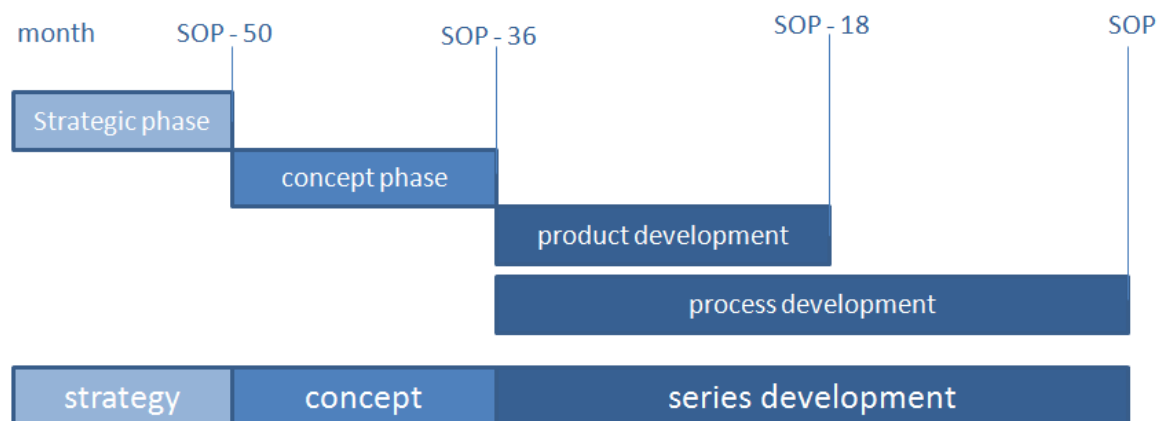 month SOP - 50 SOP - 36 SOP - 18 SOP
Strategic phase
concept phase
product development
process development
strategy concept series development